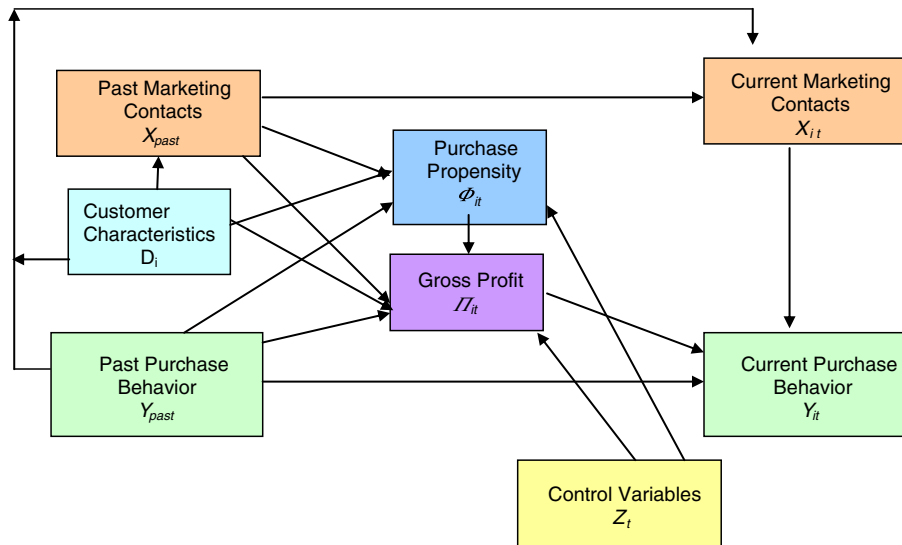 Past Marketing
Contacts
X_past
Current Marketing
Contacts
X_i t
Purchase
Propensity
Φ_it
Customer
Characteristics
D_i
Gross Profit
Π_it
Past Purchase
Behavior
Y_past
Current Purchase
Behavior
Y_it
Control Variables
Z_t